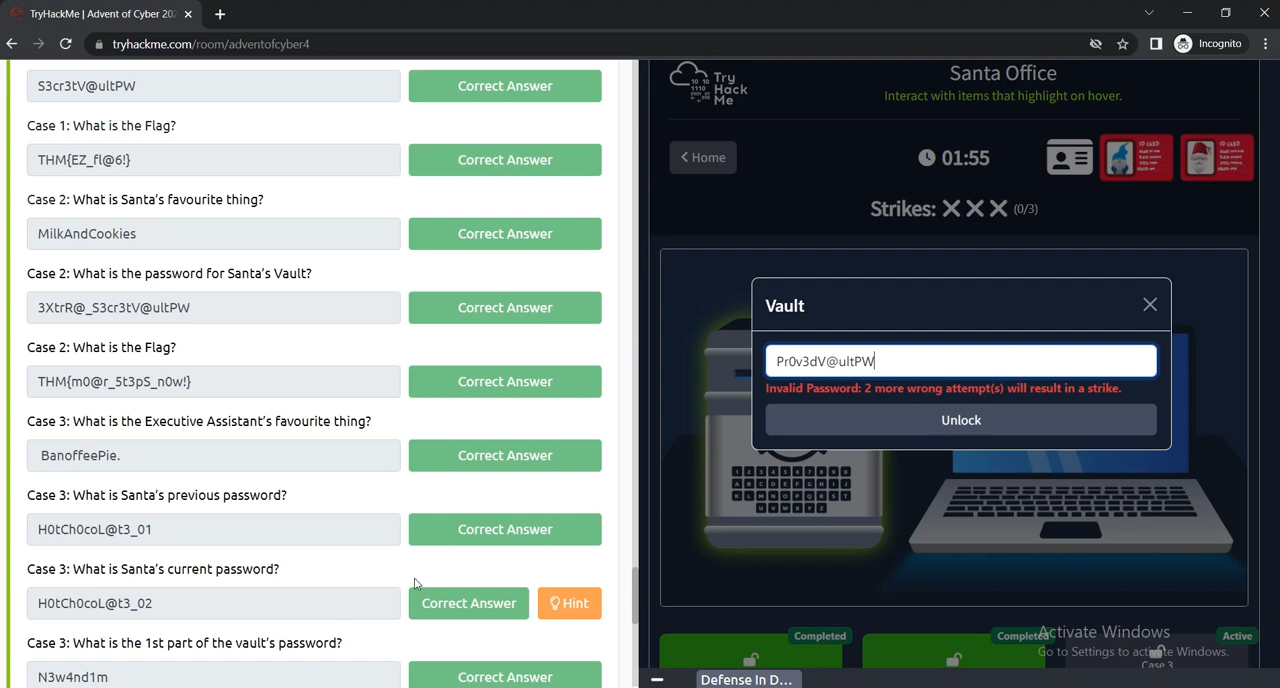 TryHackMe | Advent of Cyber 202
tryhackme.com/room/adventofcyber4
Incognito
S3cr3tV@ultPW
Correct Answer
Case 1: What is the Flag?
THM{EZ_fl@6!}
Correct Answer
Case 2: What is Santa's favourite thing?
MilkAndCookies
Correct Answer
Case 2: What is the password for Santa's Vault?
3XtrR@_S3cr3tV@ultPW
Correct Answer
Case 2: What is the Flag?
THM{m0@r_5t3pS_n0w!}
Correct Answer
Case 3: What is the Executive Assistant's favourite thing?
BanoffeePie.
Correct Answer
Case 3: What is Santa's previous password?
H0tCh0coL@t3_01
Correct Answer
Case 3: What is Santa's current password?
H0tCh0coL@t3_02
Correct Answer
Hint
Case 3: What is the 1st part of the vault's password?
N3w4nd1m
Correct Answer
Try
Hack
Me
Santa Office
Interact with items that highlight on hover.
Home
01:55
ID CARD
ID CARD
Strikes: (0/3)
Vault
Pr0v3dV@ultPW
Invalid Password: 2 more wrong attempt(s) will result in a strike.
Unlock
Completed
Completed
Active
Case 3
Activate Windows
Go to Settings to activate Windows.
Defense In D...